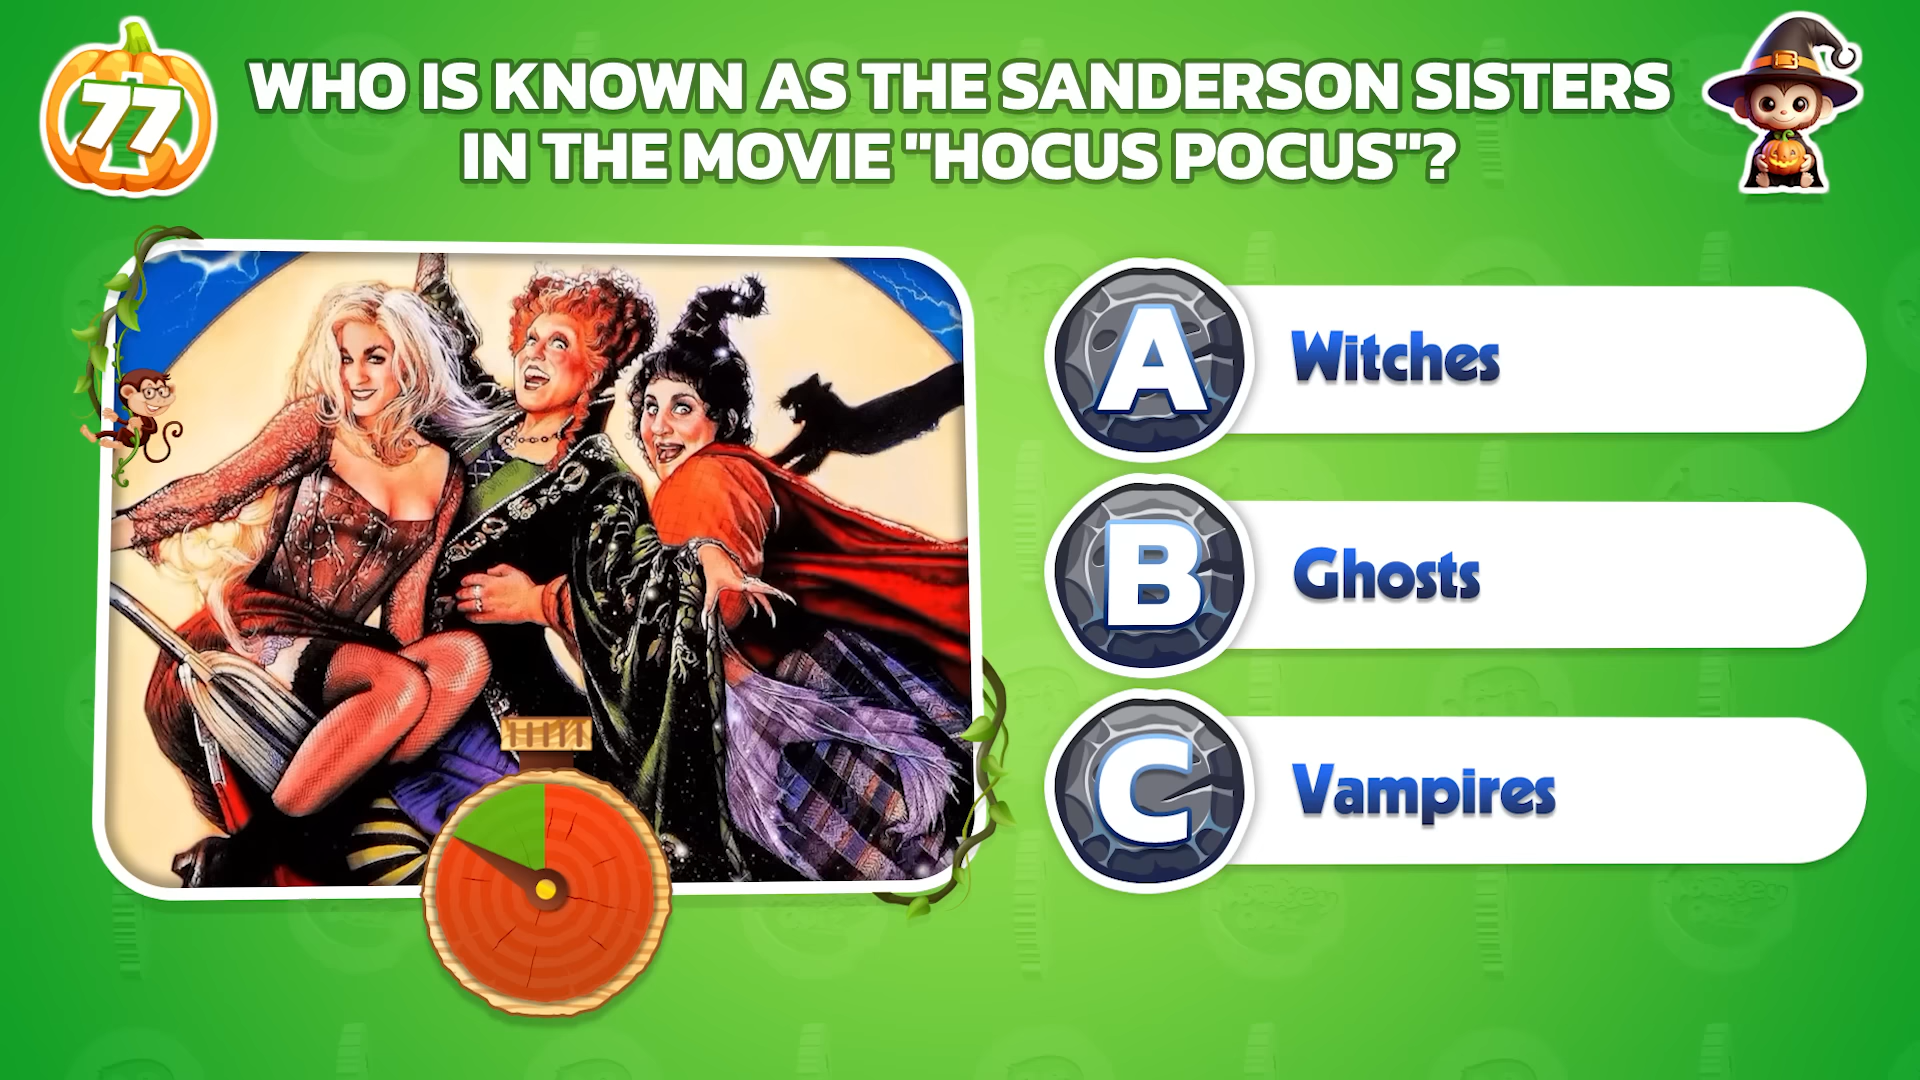 77
WHO IS KNOWN AS THE SANDERSON SISTERS
IN THE MOVIE "HOCUS POCUS"?
A
Witches
B
Ghosts
C
Vampires